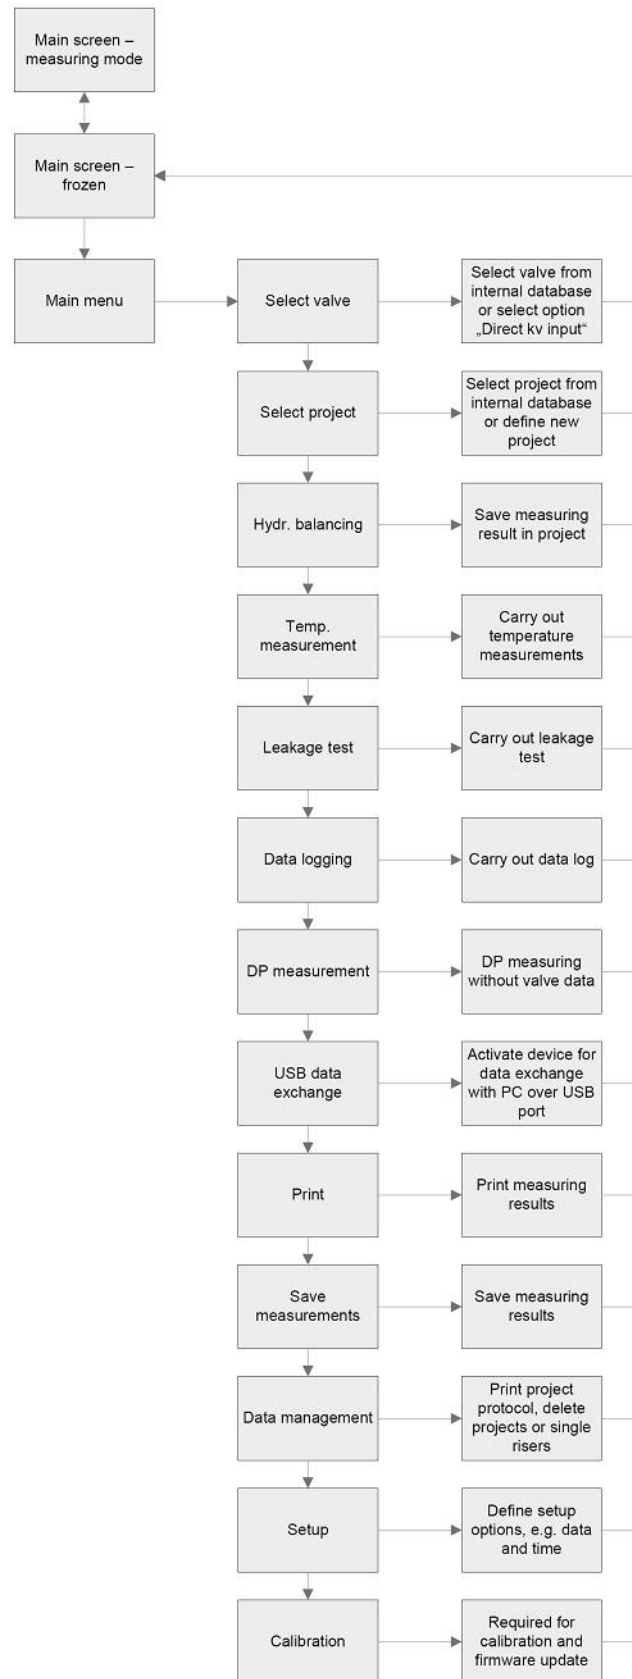 Main screen –
measuring mode
Main screen –
frozen
Main menu
Select valve
Select valve from
internal database
or select option
„Direct kv input“
Select project
Select project from
internal database
or define new
project
Hydr. balancing
Save measuring
result in project
Temp.
measurement
Carry out
temperature
measurements
Leakage test
Carry out leakage
test
Data logging
Carry out data log
DP measurement
DP measuring
without valve data
USB data
exchange
Activate device for
data exchange
with PC over USB
port
Print
Print measuring
results
Save
measurements
Save measuring
results
Data management
Print project
protocol, delete
projects or single
risers
Setup
Define setup
options, e.g. data
and time
Calibration
Required for
calibration and
firmware update